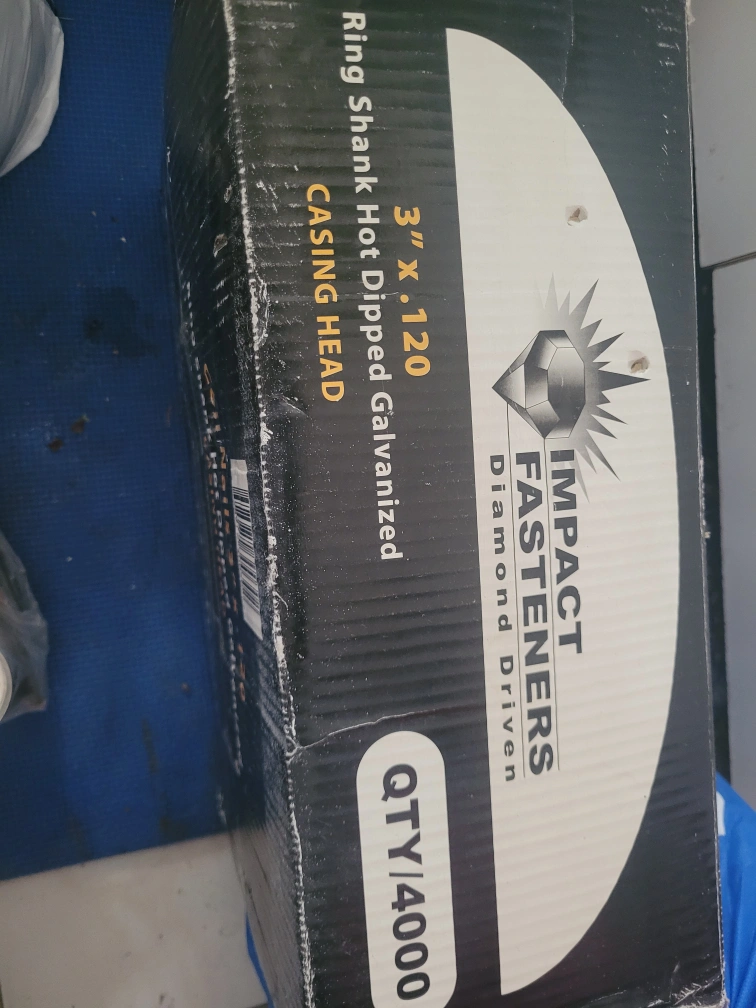 IMPACT
FASTENERS
Diamond Driven
3" x .120
Ring Shank Hot Dipped Galvanized
CASING HEAD
QTY/4000